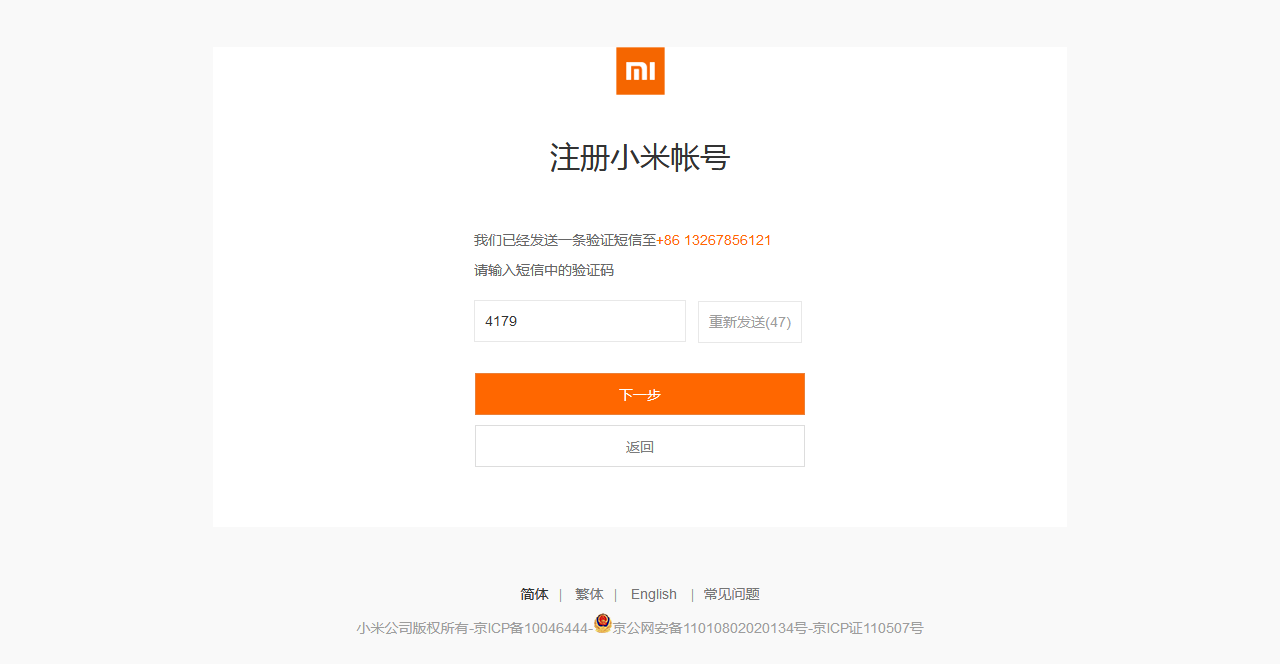 mi
注册小米帐号
我们已经发送一条验证短信至+86 13267856121
请输入短信中的验证码
4179
重新发送(47)
下一步
返回
简体 | 繁体 | English | 常见问题
小米公司版权所有-京ICP备10046444-京公网安备11010802020134号-京ICP证110507号